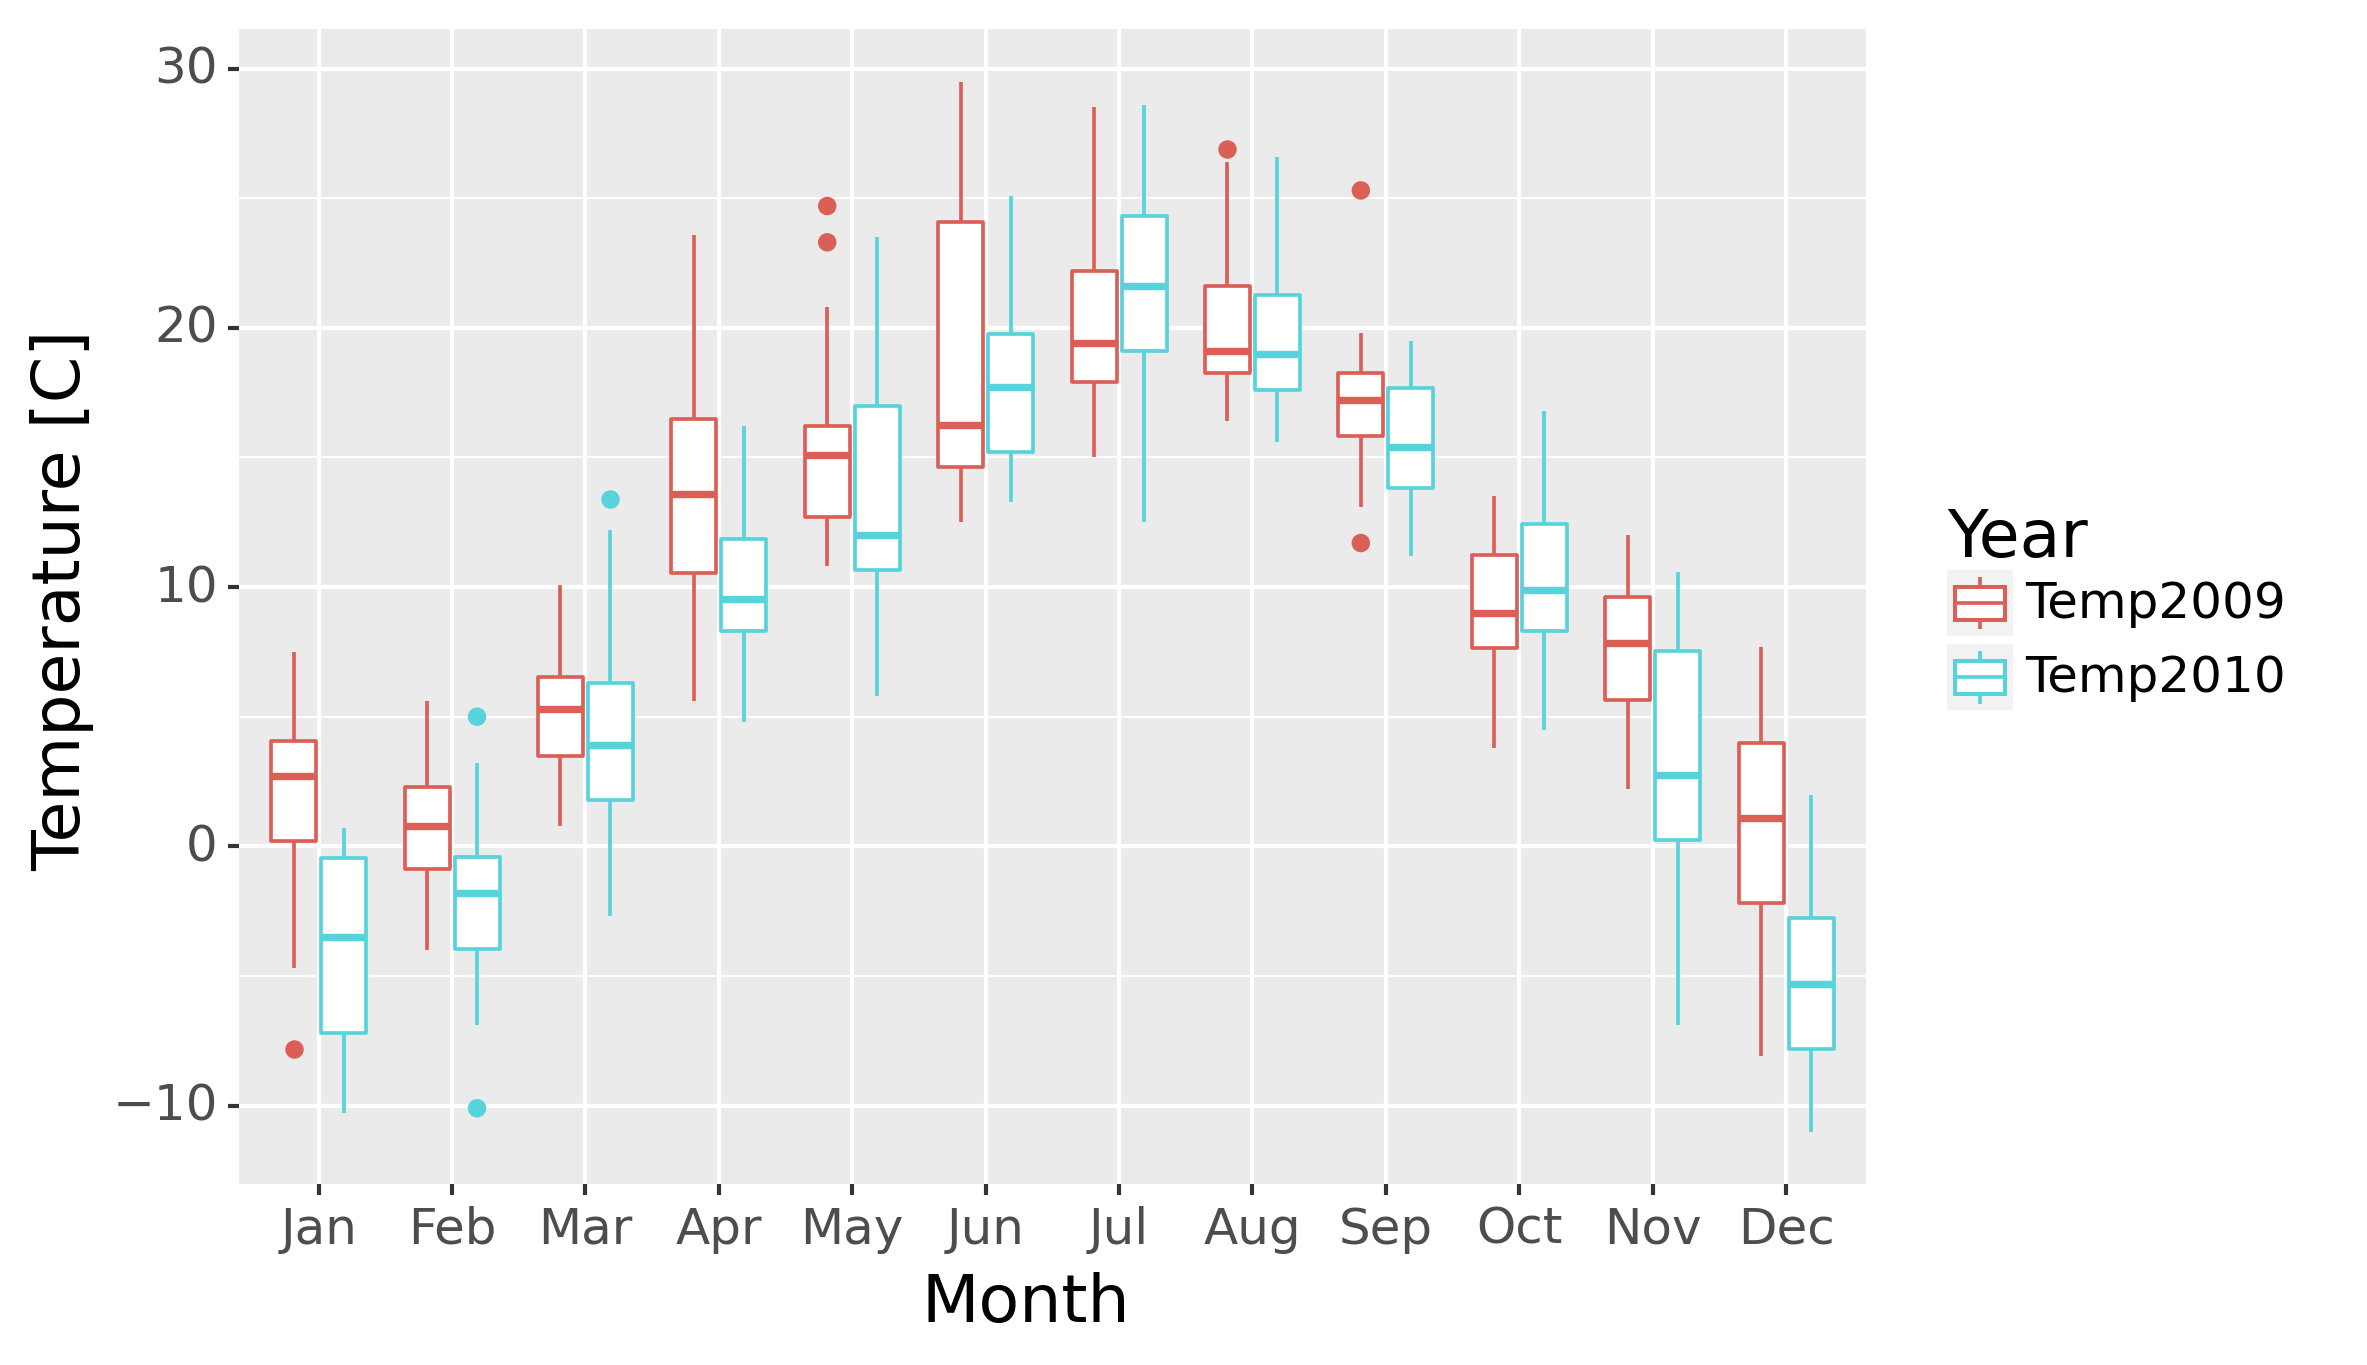 30
20
10
0
−10
Temperature [C]
Jan Feb Mar Apr May Jun Jul Aug Sep Oct Nov Dec
Month
Year
Temp2009
Temp2010